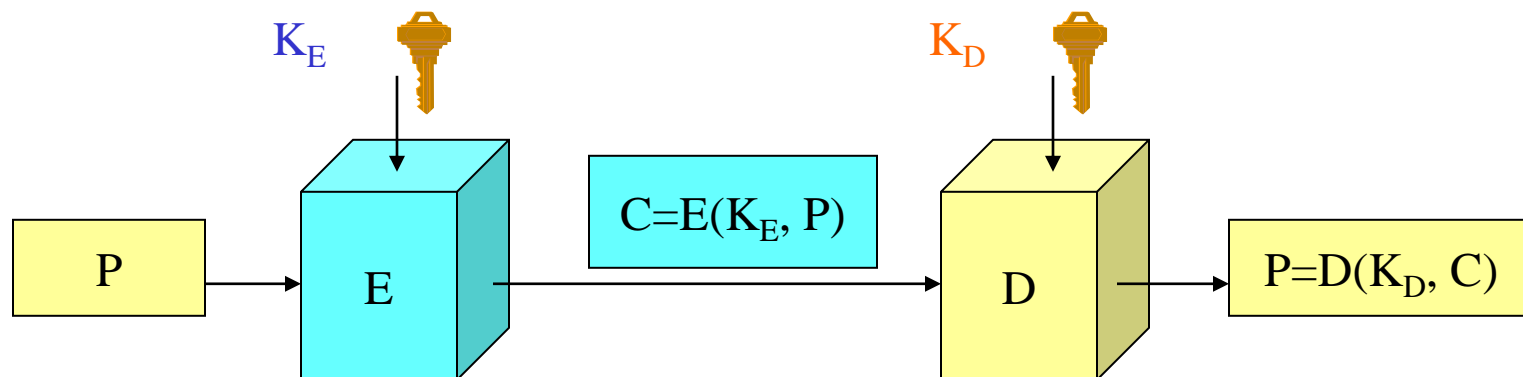 K_E
K_D
C=E(K_E, P)
P
E
D
P=D(K_D, C)